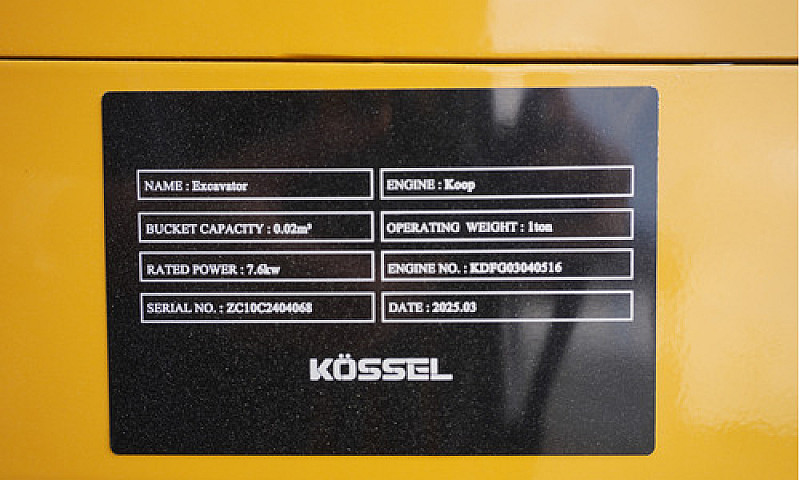 NAME : Excavator
ENGINE : Koop
BUCKET CAPACITY : 0.02m³
OPERATING WEIGHT : 1ton
RATED POWER : 7.6kw
ENGINE NO. : KDFG03040516
SERIAL NO. : ZC10C2404068
DATE : 2025.03
KÖSSEL